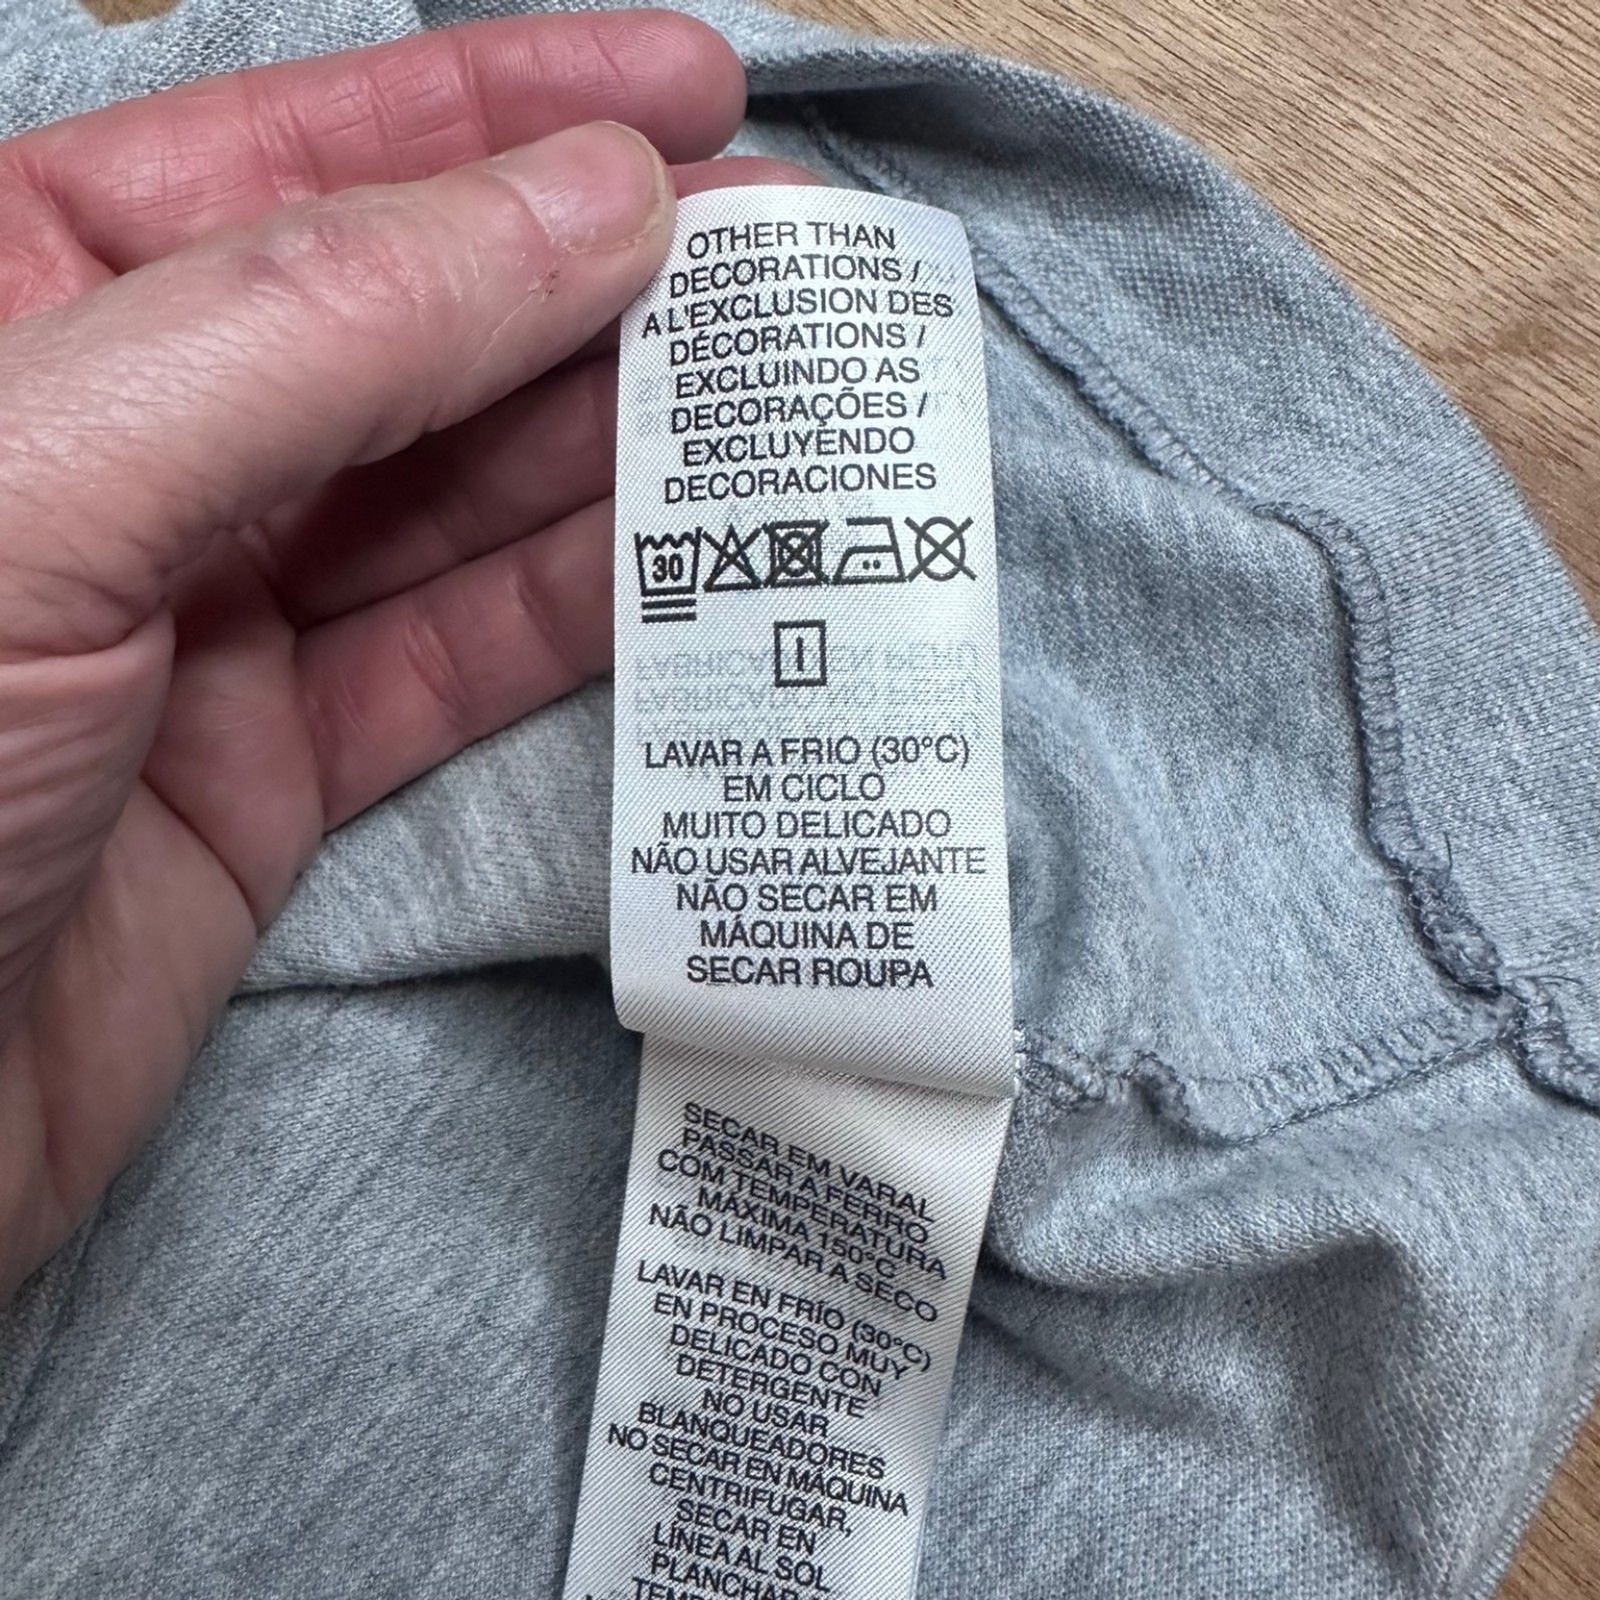 OTHER THAN
DECORATIONS /
A L'EXCLUSION DES
DÉCORATIONS /
EXCLUINDO AS
DECORAÇÕES /
EXCLUYENDO
DECORACIONES
30
LAVAR A FRIO (30°C)
EM CICLO
MUITO DELICADO
NÃO USAR ALVEJANTE
NÃO SECAR EM
MÁQUINA DE
SECAR ROUPA
SECAR EM VARAL
PASSAR A FERRO
COM TEMPERATURA
MÁXIMA 150°C
NÃO LIMPAR A SECO
LAVAR EN FRÍO (30°C)
EN PROCESO MUY
DELICADO CON
DETERGENTE
NO USAR
BLANQUEADORES
NO SECAR EN MÁQUINA
CENTRIFUGAR,
SECAR EN
LÍNEA AL SOL